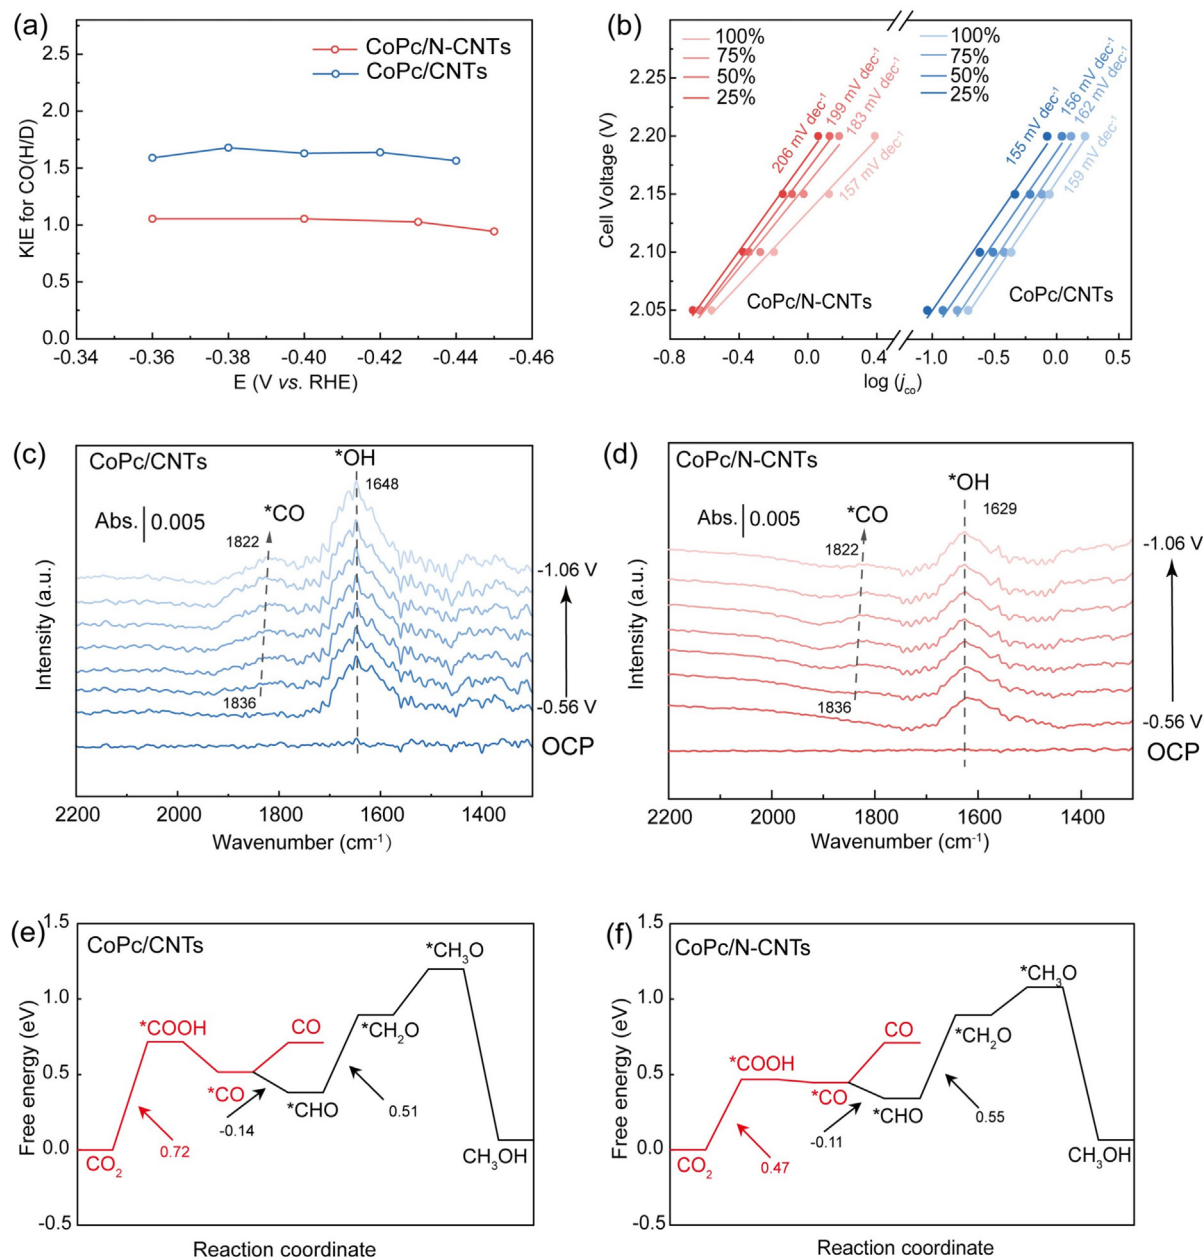 (a)
CoPc/N-CNTs
CoPc/CNTs
KIE for CO(H/D)
2.5
2.0
1.5
1.0
0.5
0.0
-0.34 -0.36 -0.38 -0.40 -0.42 -0.44 -0.46
E (V vs. RHE)
(b)
100%
75%
50%
25%
100%
75%
50%
25%
206 mV dec⁻¹
199 mV dec⁻¹
183 mV dec⁻¹
157 mV dec⁻¹
155 mV dec⁻¹
156 mV dec⁻¹
162 mV dec⁻¹
159 mV dec⁻¹
Cell Voltage (V)
2.25
2.20
2.15
2.10
2.05
CoPc/N-CNTs
CoPc/CNTs
-0.8 -0.4 0.0 0.4 -1.0 -0.5 0.0 0.5
log (jco)
(c)
CoPc/CNTs
*OH
1648
Abs. 0.005
*CO
1822
1836
-1.06 V
-0.56 V
OCP
Intensity (a.u.)
2200 2000 1800 1600 1400
Wavenumber (cm⁻¹)
(d)
CoPc/N-CNTs
*OH
1629
Abs. 0.005
*CO
1822
1836
-1.06 V
-0.56 V
OCP
Intensity (a.u.)
2200 2000 1800 1600 1400
Wavenumber (cm⁻¹)
(e)
CoPc/CNTs
Free energy (eV)
1.5
1.0
0.5
0.0
-0.5
CO₂
*COOH
*CO
CO
*CHO
*CH₂O
*CH₃O
CH₃OH
0.72
-0.14
0.51
Reaction coordinate
(f)
CoPc/N-CNTs
Free energy (eV)
1.5
1.0
0.5
0.0
-0.5
CO₂
*COOH
*CO
CO
*CHO
*CH₂O
*CH₃O
CH₃OH
0.47
-0.11
0.55
Reaction coordinate